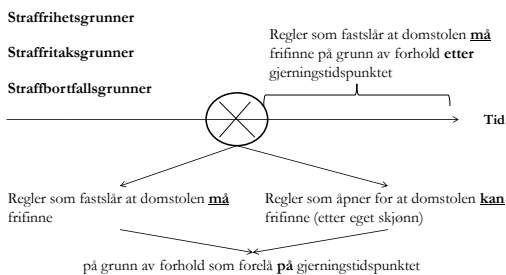 Straffrihetsgrunner
Straffritaksgrunner
Straffbortfallsgrunner
Regler som fastslår at domstolen må
frifinne på grunn av forhold etter
gjerningstidspunktet
Tid
Regler som fastslår at domstolen må
frifinne
Regler som åpner for at domstolen kan
frifinne (etter eget skjønn)
på grunn av forhold som forelå på gjerningstidspunktet